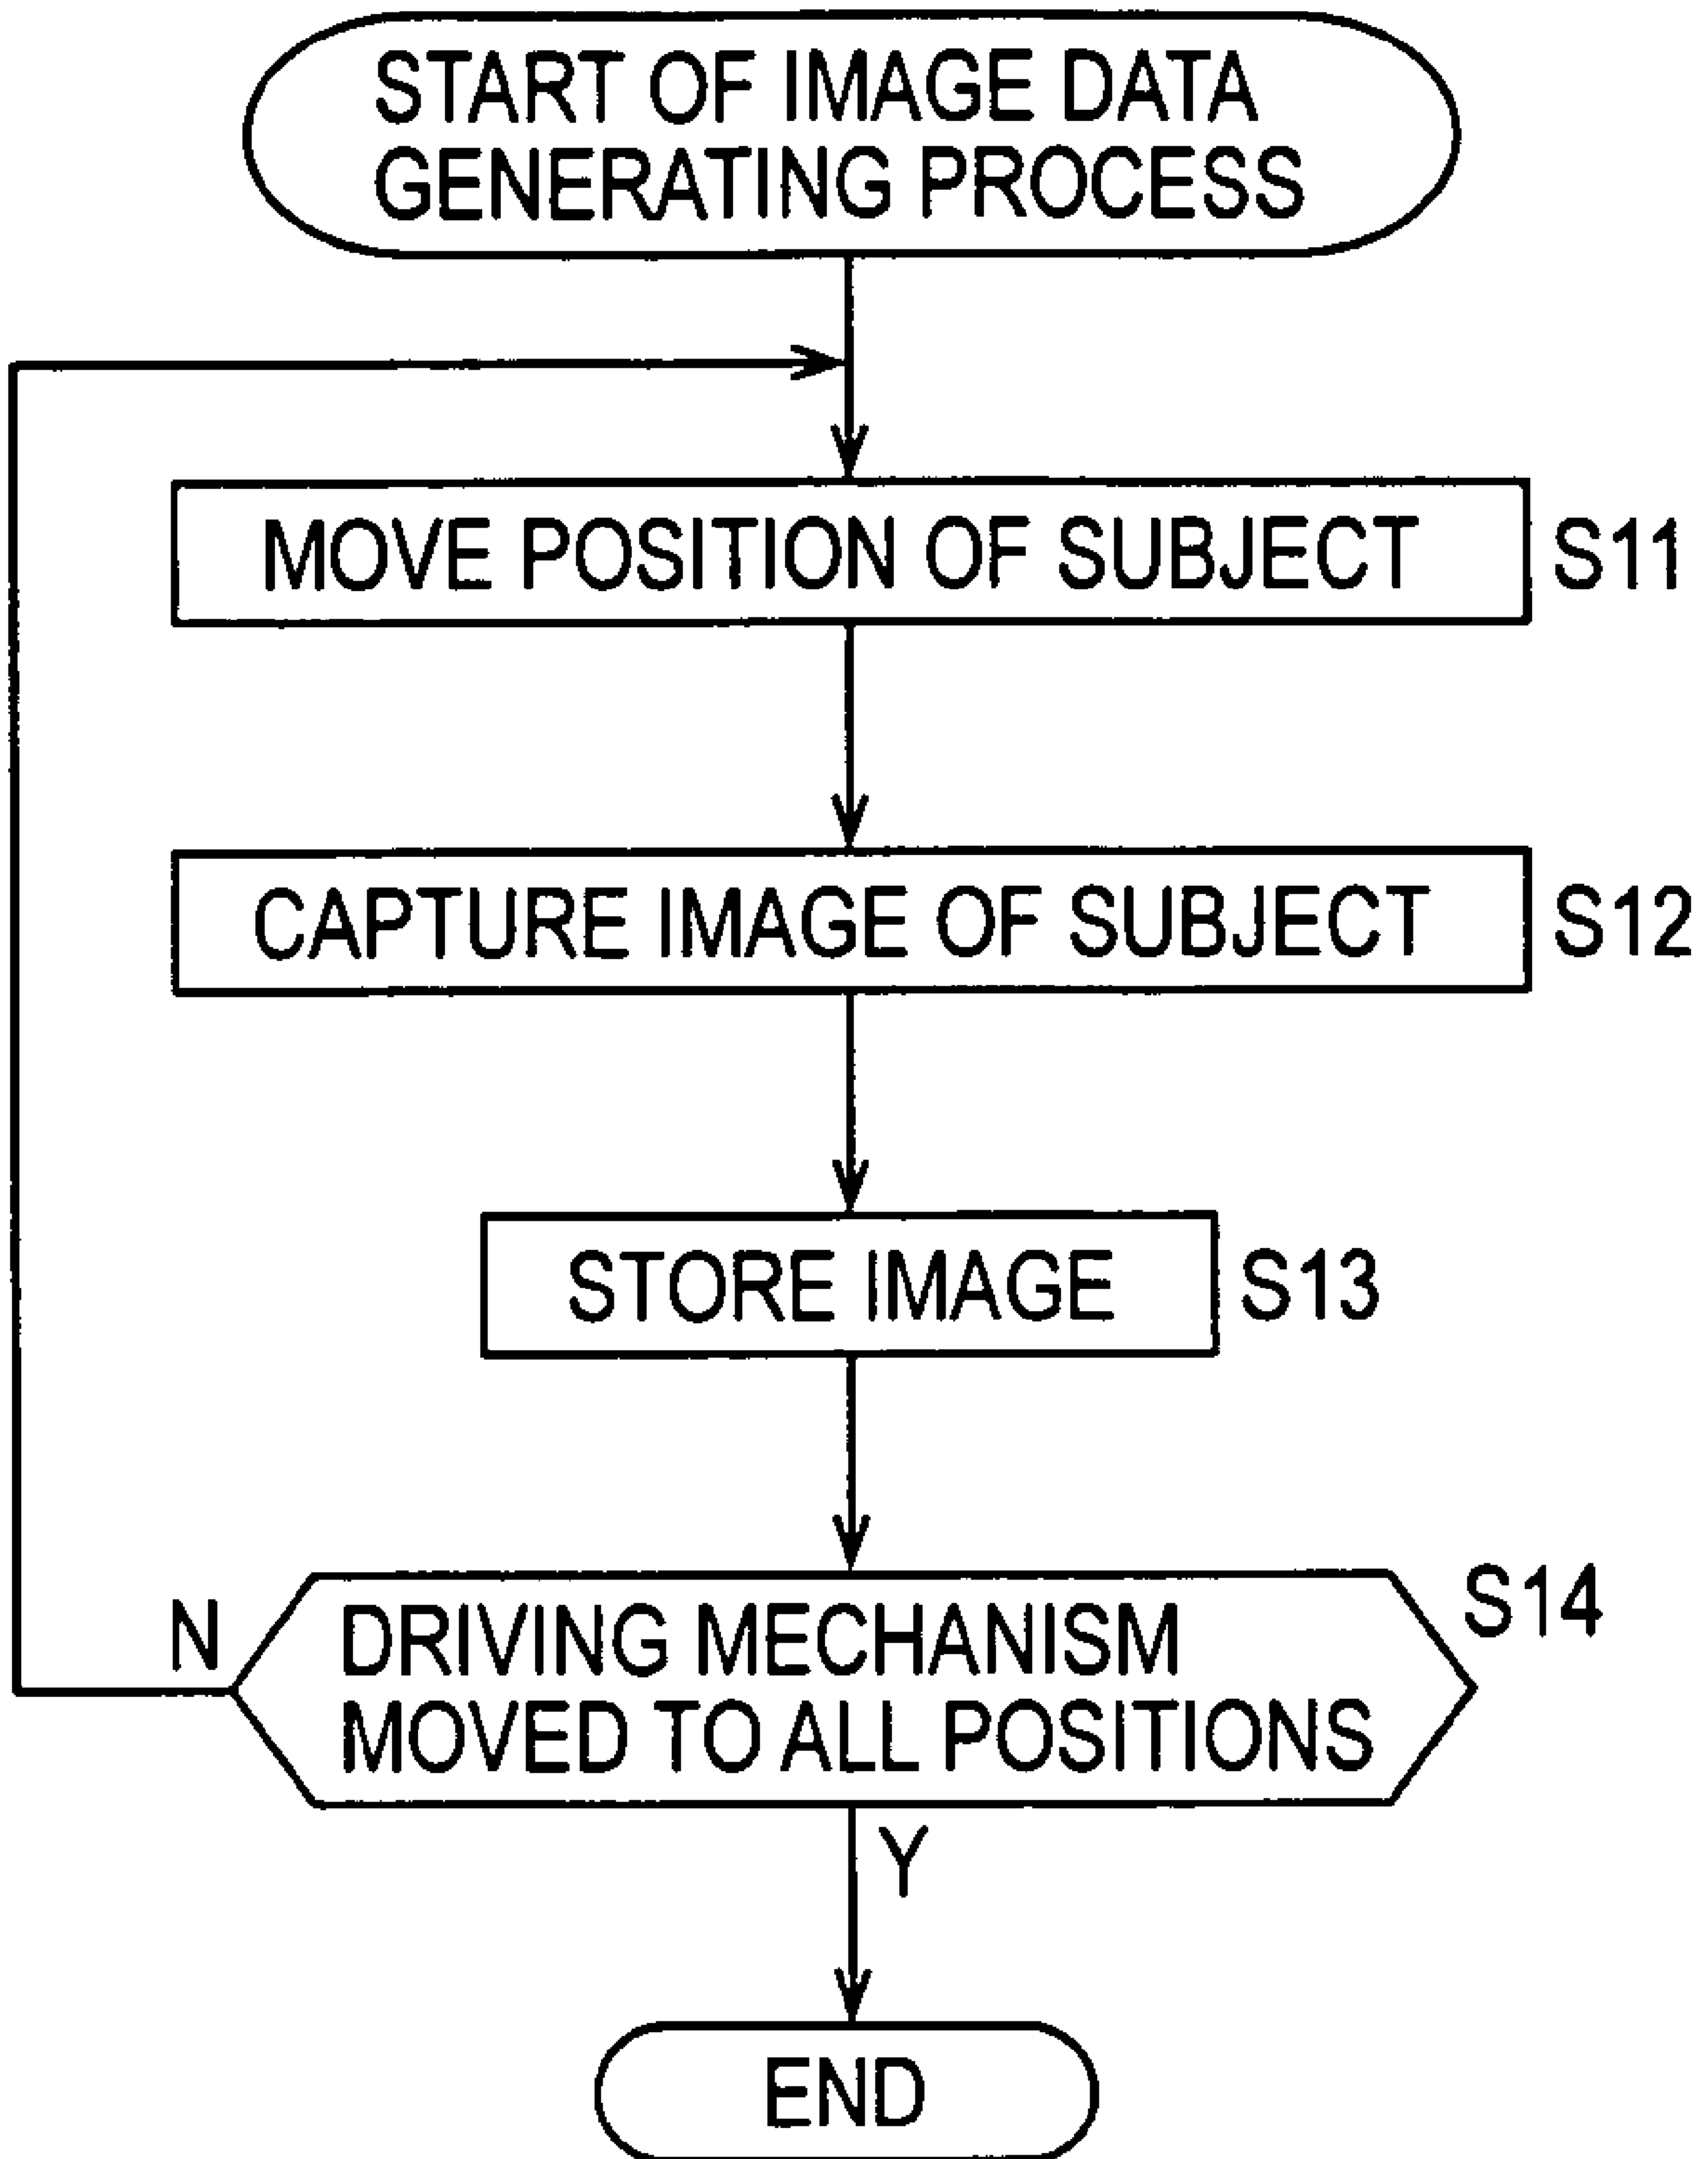 START OF IMAGE DATA
GENERATING PROCESS
MOVE POSITION OF SUBJECT
S11
CAPTURE IMAGE OF SUBJECT
S12
STORE IMAGE
S13
S14
N
DRIVING MECHANISM
MOVED TO ALL POSITIONS
Y
END